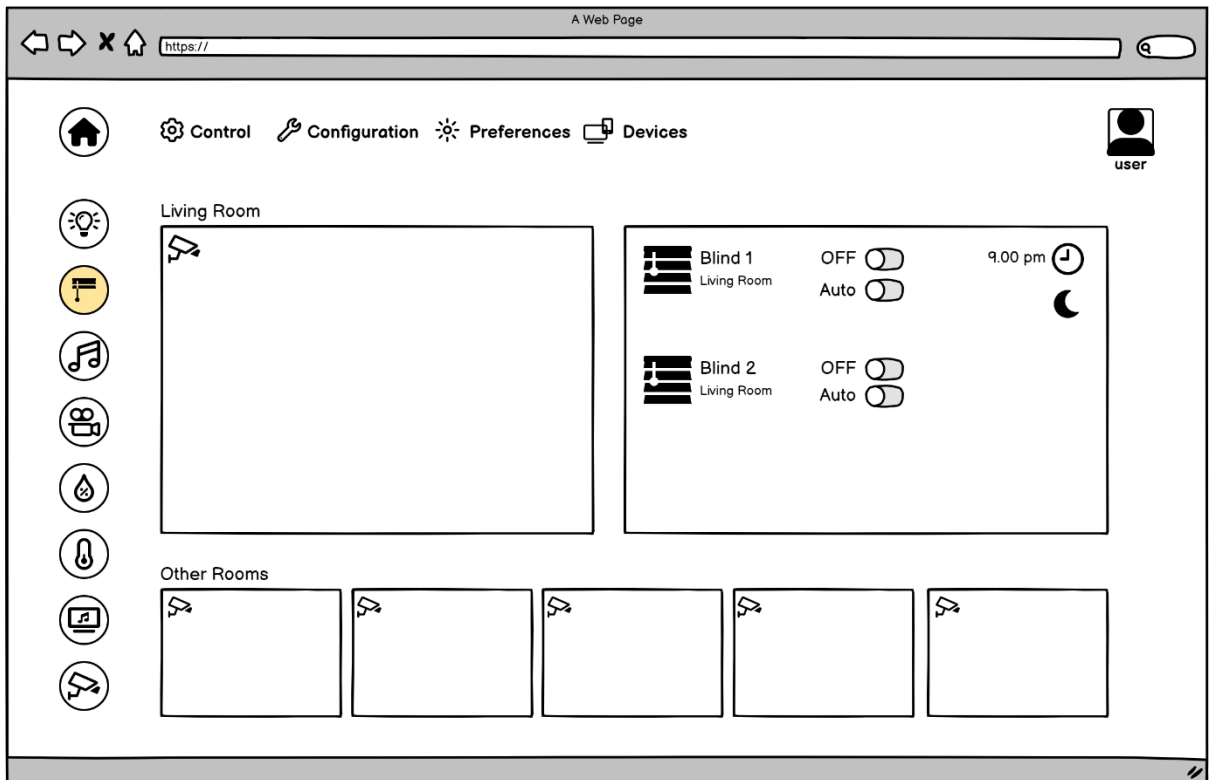 A Web Page
https://
Control Configuration Preferences Devices
user
Living Room
Blind 1 OFF 9.00 pm
Living Room Auto
Blind 2 OFF
Living Room Auto
Other Rooms